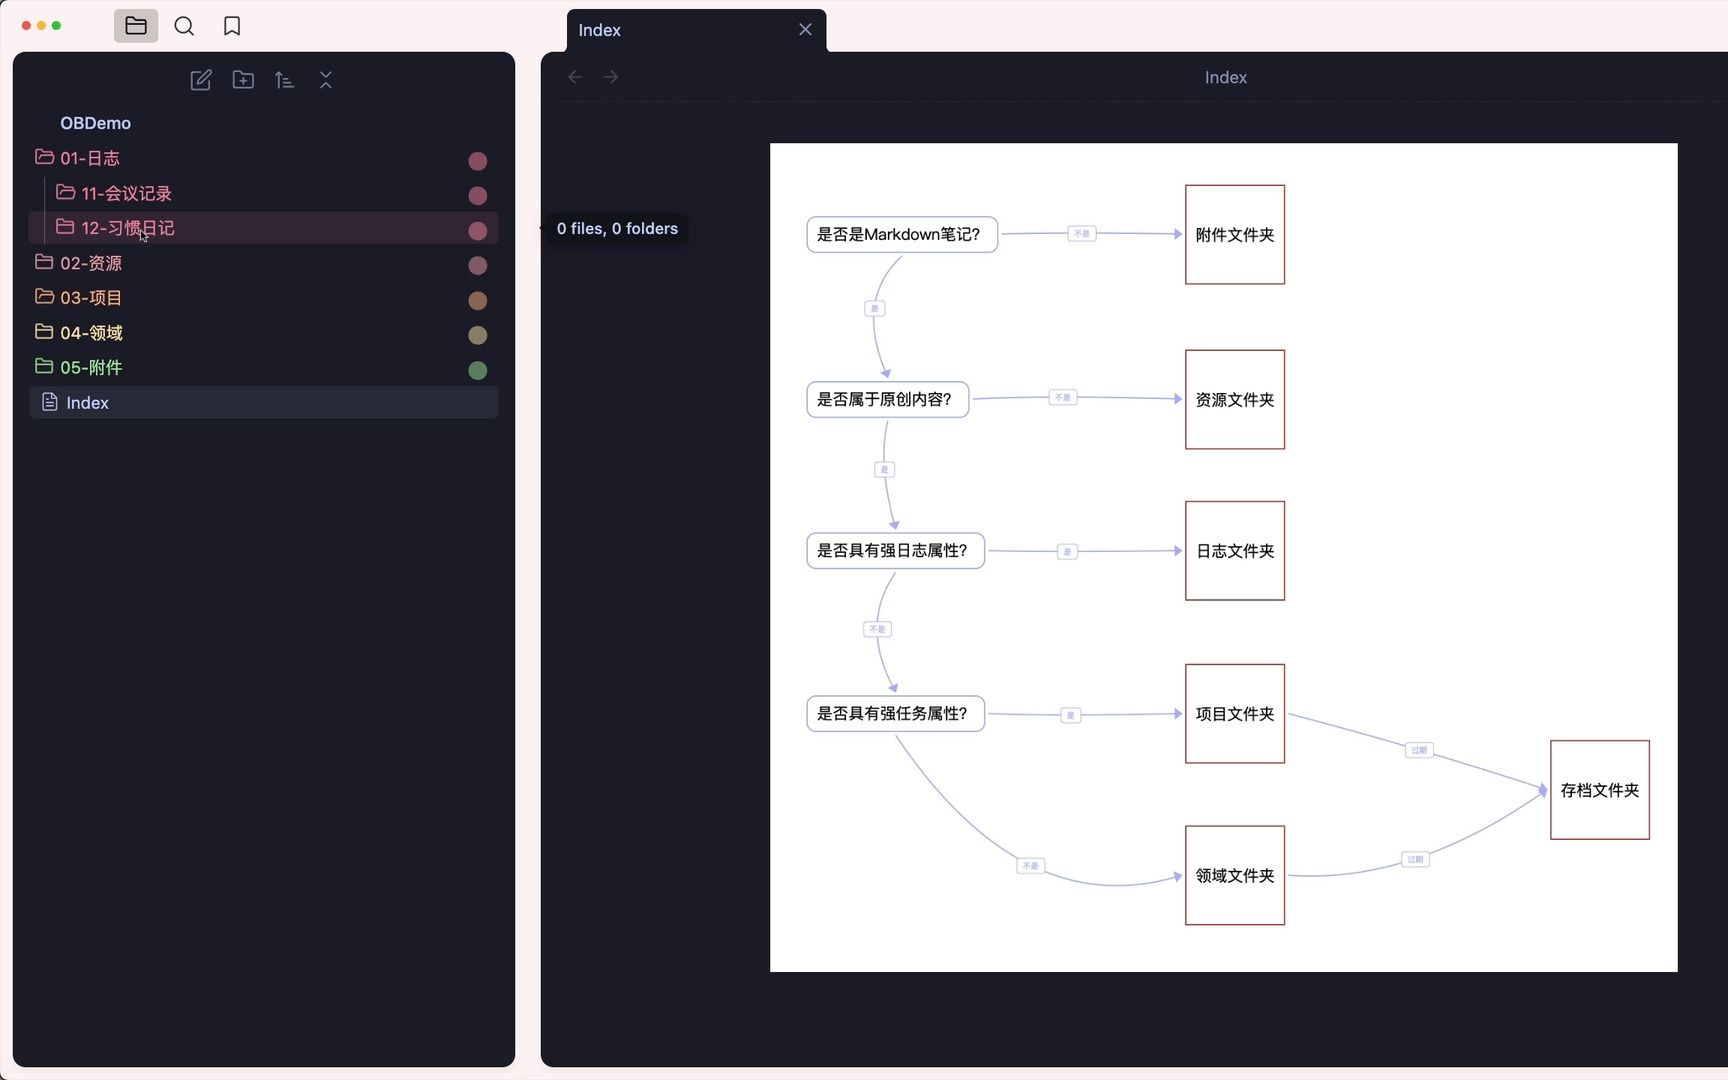 Index
Index
OBDemo
01-日志
11-会议记录
12-习惯日记
02-资源
03-项目
04-领域
05-附件
Index
0 files, 0 folders
是否是Markdown笔记?
不是
附件文件夹
是
是否属于原创内容?
不是
资源文件夹
是
是否具有强日志属性?
是
日志文件夹
不是
是否具有强任务属性?
是
项目文件夹
过期
存档文件夹
不是
领域文件夹
过期